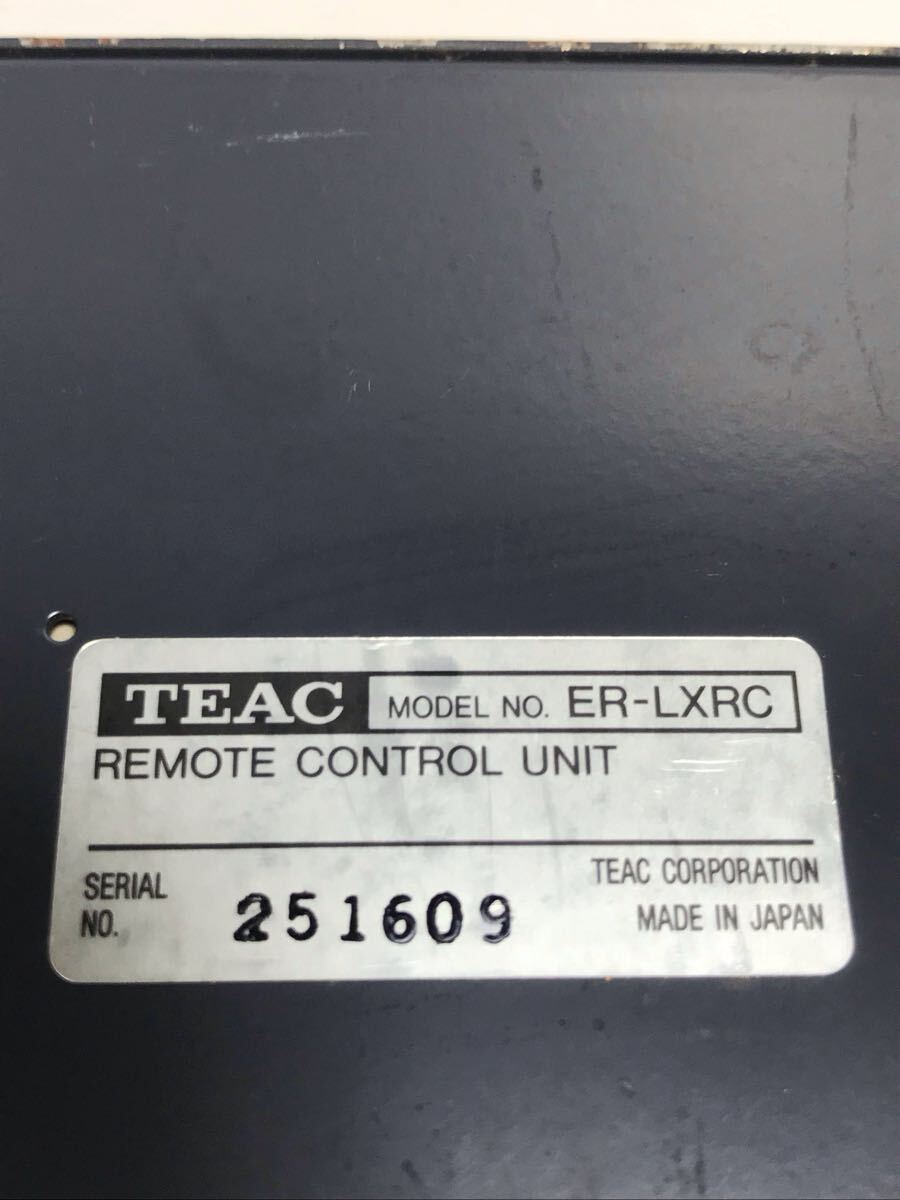 TEAC MODEL NO. ER-LXRC
REMOTE CONTROL UNIT
SERIAL
NO.
251609
TEAC CORPORATION
MADE IN JAPAN